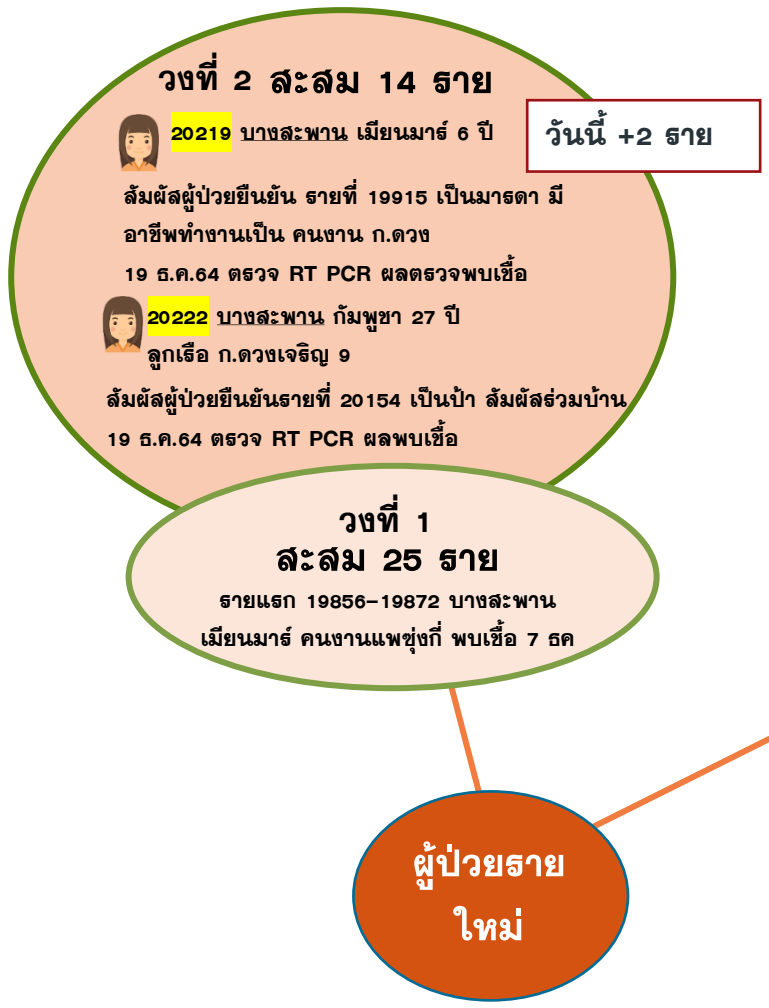 วงที่ 2 สะสม 14 ราย
20219 บางสะพาน เมียนมาร์ 6 ปี
วันนี้ +2 ราย
สัมผัสผู้ป่วยยืนยัน รายที่ 19915 เป็นมารดา มี
อาชีพทำงานเป็น คนงาน ก.ดวง
19 ธ.ค.64 ตรวจ RT PCR ผลตรวจพบเชื้อ
20222 บางสะพาน กัมพูชา 27 ปี
ลูกเรือ ก.ดวงเจริญ 9
สัมผัสผู้ป่วยยืนยันรายที่ 20154 เป็นป้า สัมผัสร่วมบ้าน
19 ธ.ค.64 ตรวจ RT PCR ผลพบเชื้อ
วงที่ 1
สะสม 25 ราย
รายแรก 19856-19872 บางสะพาน
เมียนมาร์ คนงานแพซุ่งกี่ พบเชื้อ 7 ธค
ผู้ป่วยราย
ใหม่